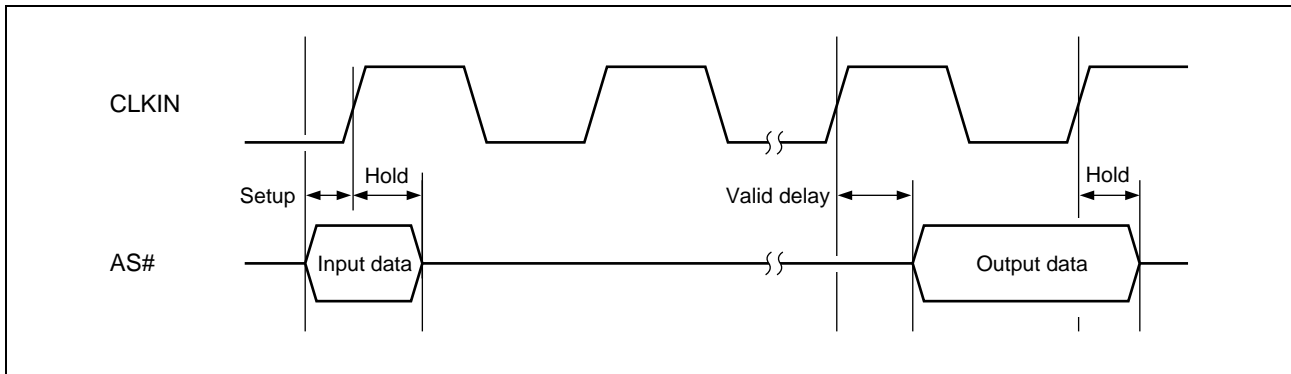 CLKIN
Setup
Hold
Valid delay
Hold
AS#
Input data
Output data